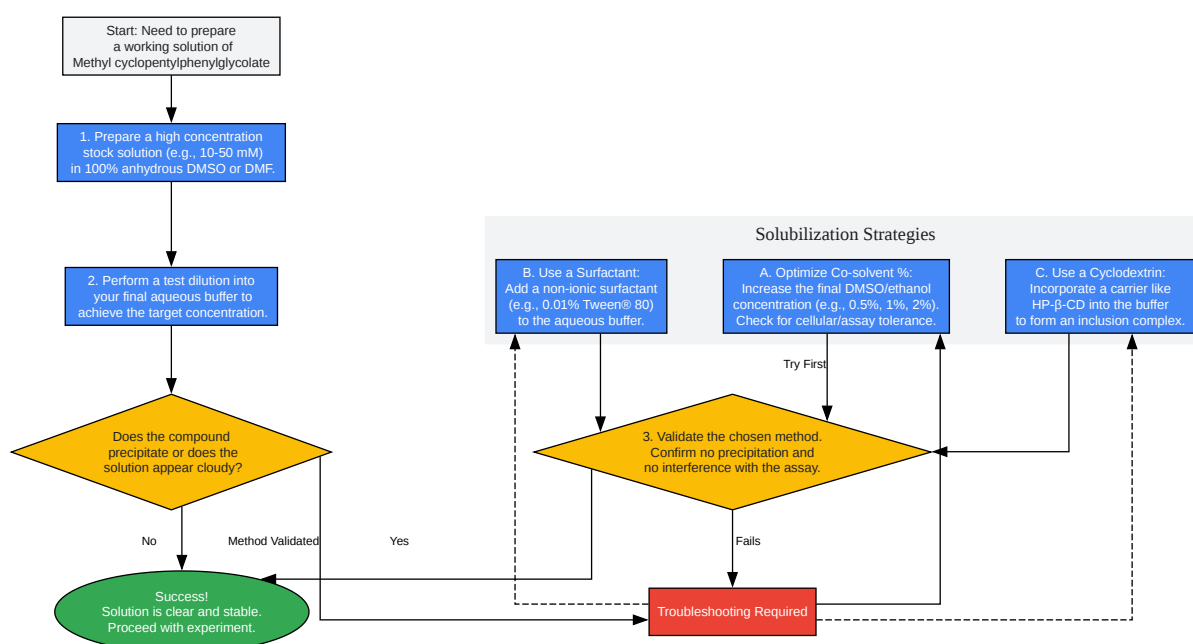 Start: Need to prepare
a working solution of
Methyl cyclopentylphenylglycolate
1. Prepare a high concentration
stock solution (e.g., 10-50 mM)
in 100% anhydrous DMSO or DMF.
2. Perform a test dilution into
your final aqueous buffer to
achieve the target concentration.
Does the compound
precipitate or does the
solution appear cloudy?
No
Method Validated
Yes
Success!
Solution is clear and stable.
Proceed with experiment.
Solubilization Strategies
B. Use a Surfactant:
Add a non-ionic surfactant
(e.g., 0.01% Tween® 80)
to the aqueous buffer.
A. Optimize Co-solvent %:
Increase the final DMSO/ethanol
concentration (e.g., 0.5%, 1%, 2%).
Check for cellular/assay tolerance.
C. Use a Cyclodextrin:
Incorporate a carrier like
HP-β-CD into the buffer
to form an inclusion complex.
Try First
3. Validate the chosen method.
Confirm no precipitation and
no interference with the assay.
Fails
Troubleshooting Required